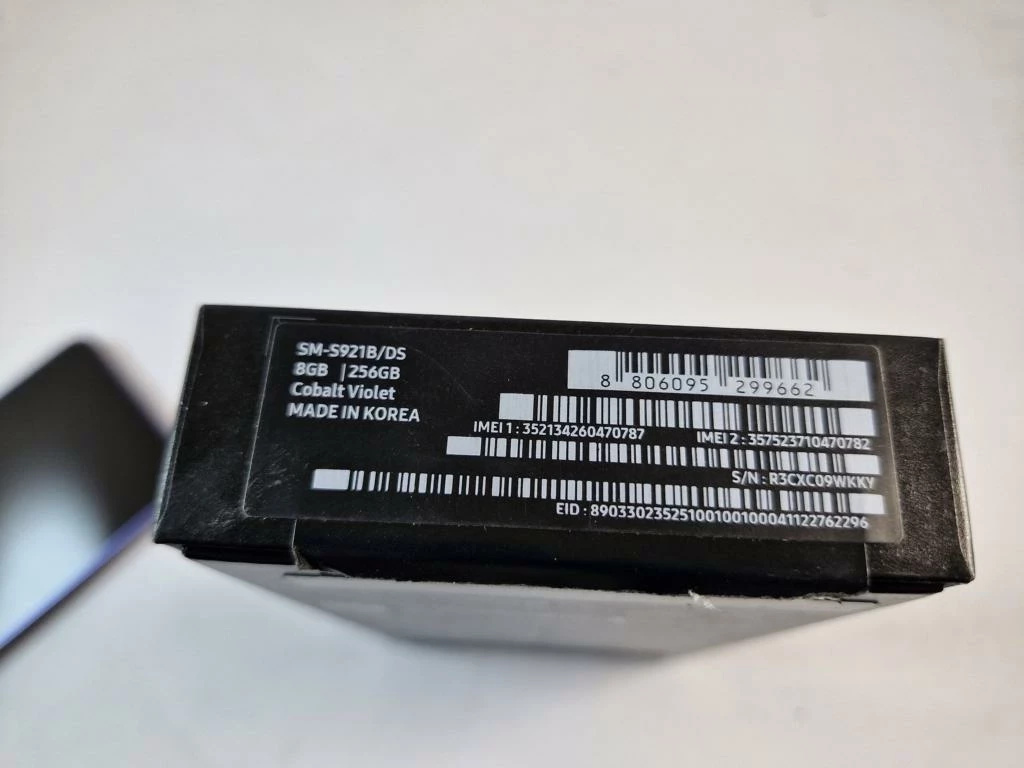 SM-S921B/DS
8GB | 256GB
Cobalt Violet
MADE IN KOREA
8 806095 299662
IMEI 1 : 352134260470787
IMEI 2 : 357523710470782
S/N : R3CXC09WKKY
EID : 89033023525100100100041122762296